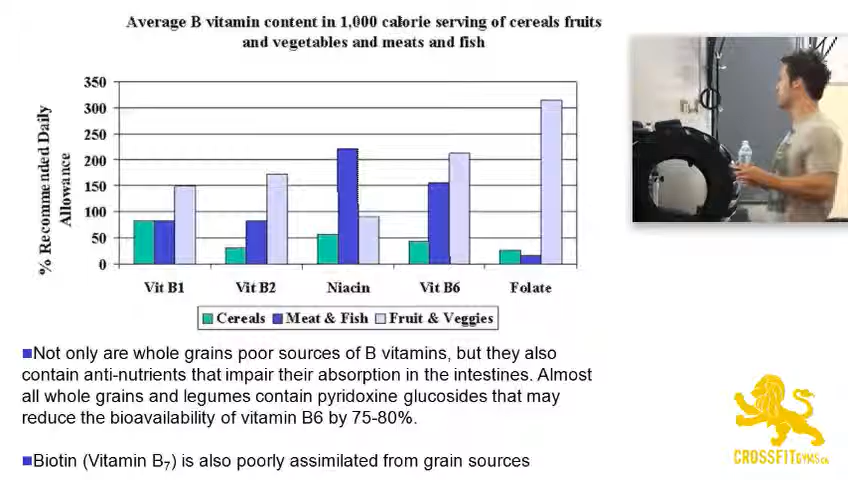 Average B vitamin content in 1,000 calorie serving of cereals fruits
and vegetables and meats and fish
% Recommended Daily
Allowance
350
300
250
200
150
100
50
0
Vit B1 Vit B2 Niacin Vit B6 Folate
Cereals Meat & Fish Fruit & Veggies
Not only are whole grains poor sources of B vitamins, but they also
contain anti-nutrients that impair their absorption in the intestines. Almost
all whole grains and legumes contain pyridoxine glucosides that may
reduce the bioavailability of vitamin B6 by 75-80%.
Biotin (Vitamin B₇) is also poorly assimilated from grain sources
CROSSFITGYMS.CA